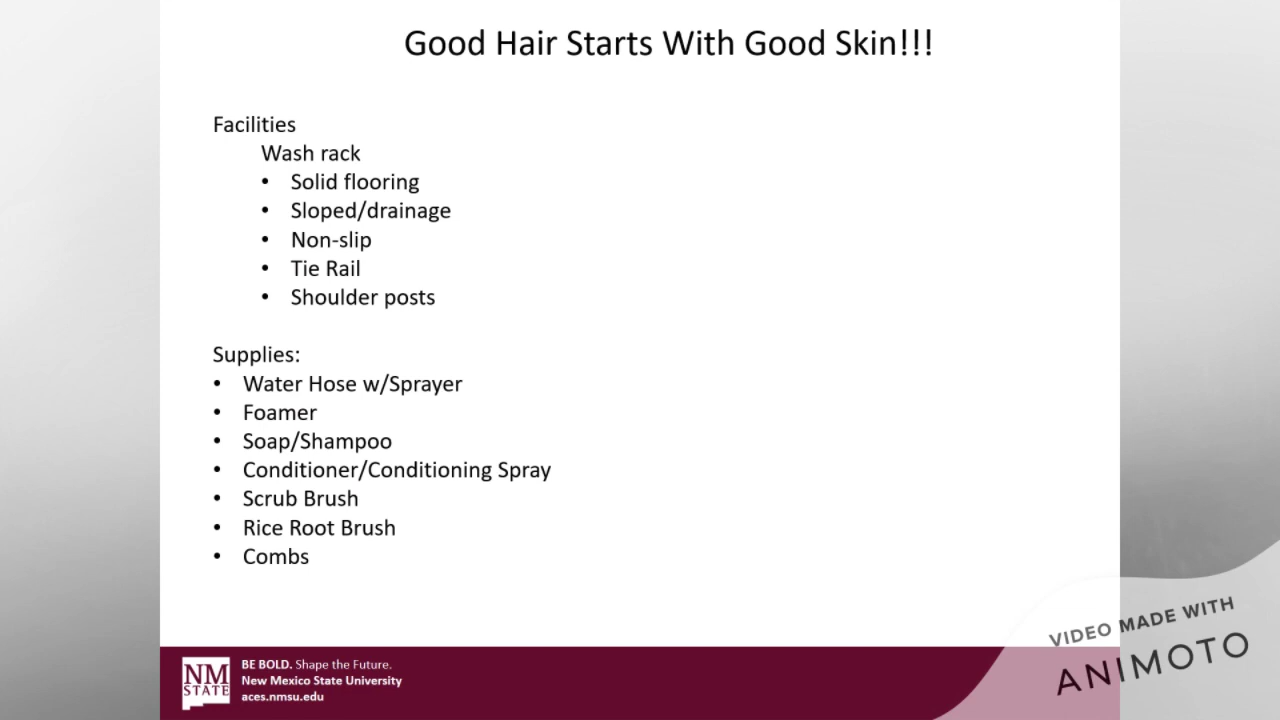 Good Hair Starts With Good Skin!!!
Facilities
Wash rack
• Solid flooring
• Sloped/drainage
• Non-slip
• Tie Rail
• Shoulder posts
Supplies:
• Water Hose w/Sprayer
• Foamer
• Soap/Shampoo
• Conditioner/Conditioning Spray
• Scrub Brush
• Rice Root Brush
• Combs
NM
STATE
BE BOLD. Shape the Future.
New Mexico State University
aces.nmsu.edu
VIDEO MADE WITH
ANIMOTO